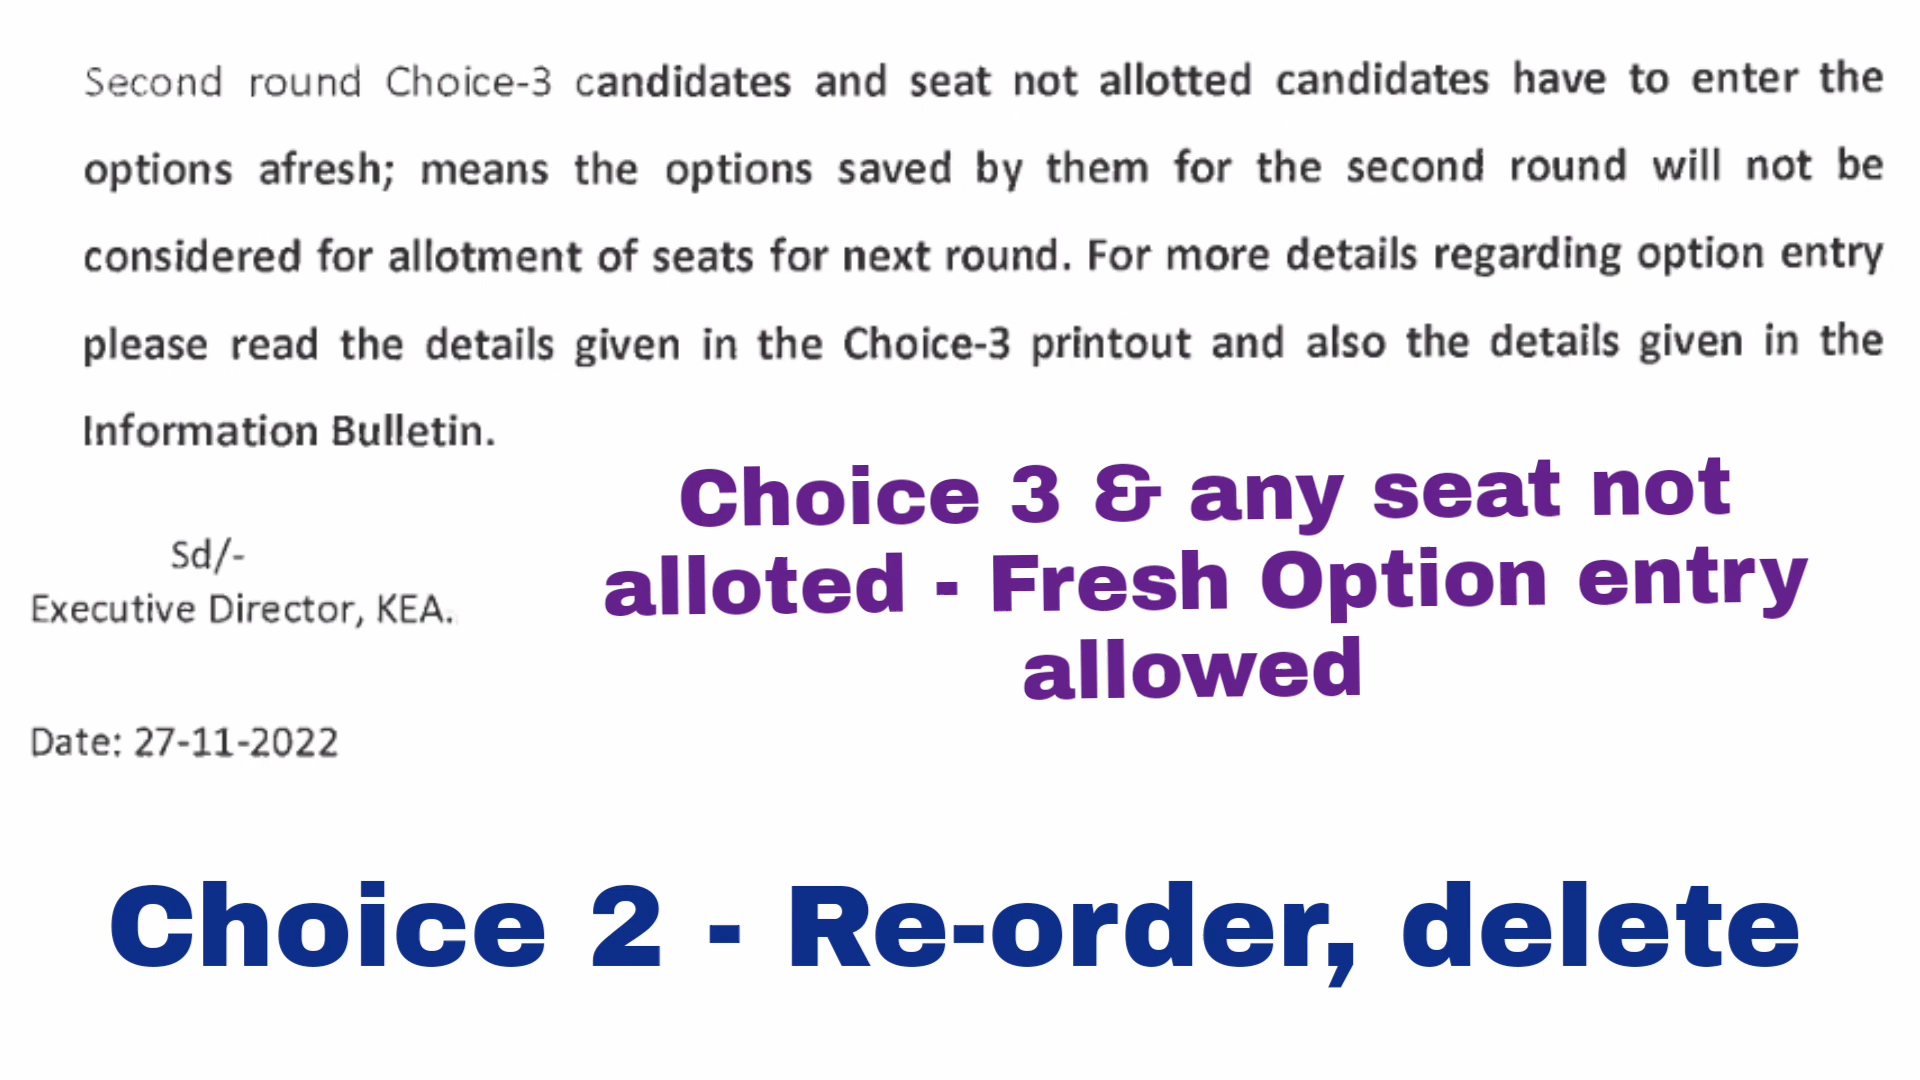 Second round Choice-3 candidates and seat not allotted candidates have to enter the
options afresh; means the options saved by them for the second round will not be
considered for allotment of seats for next round. For more details regarding option entry
please read the details given in the Choice-3 printout and also the details given in the
Information Bulletin.
Choice 3 & any seat not
alloted - Fresh Option entry
allowed
Sd/-
Executive Director, KEA.
Date: 27-11-2022
Choice 2 - Re-order, delete